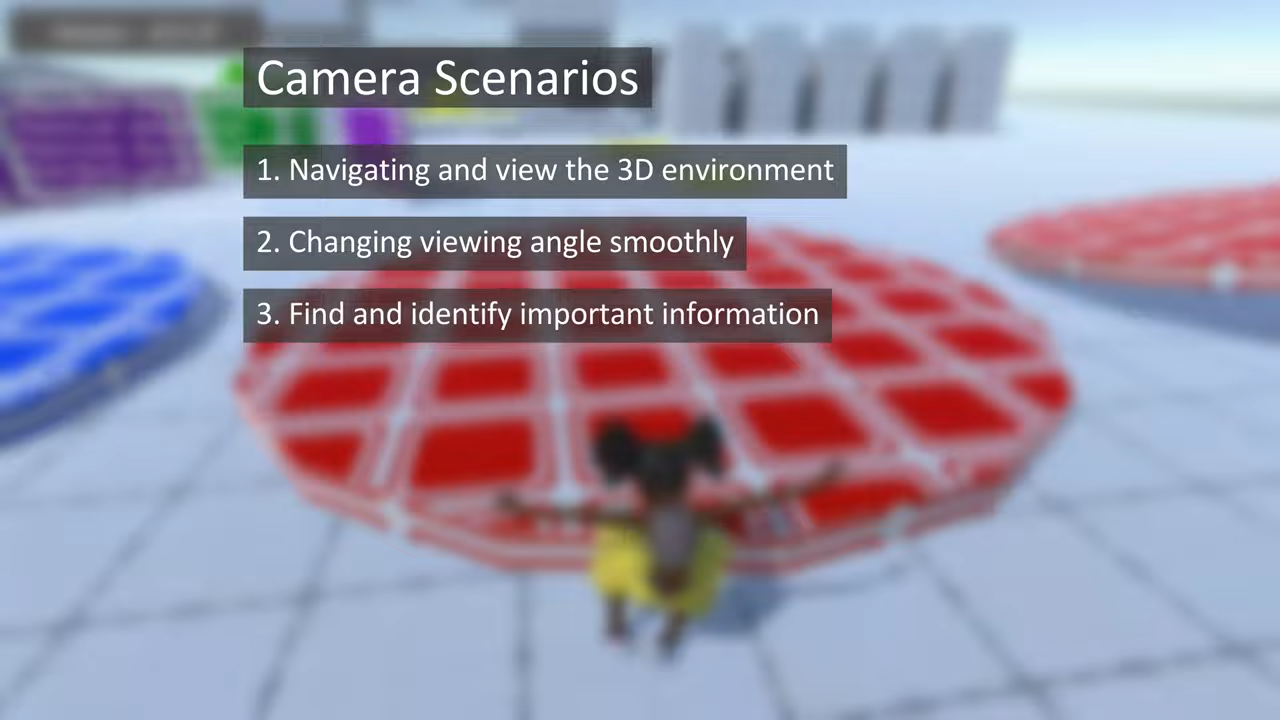 Camera Scenarios
1. Navigating and view the 3D environment
2. Changing viewing angle smoothly
3. Find and identify important information